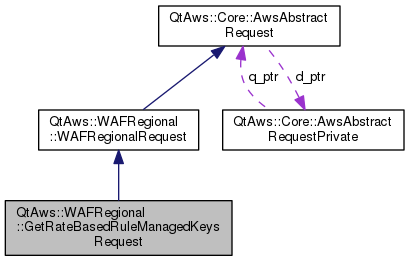 QtAws::Core::AwsAbstract
Request
q_ptr
d_ptr
QtAws::WAFRegional
::WAFRegionalRequest
QtAws::Core::AwsAbstract
RequestPrivate
QtAws::WAFRegional
::GetRateBasedRuleManagedKeys
Request